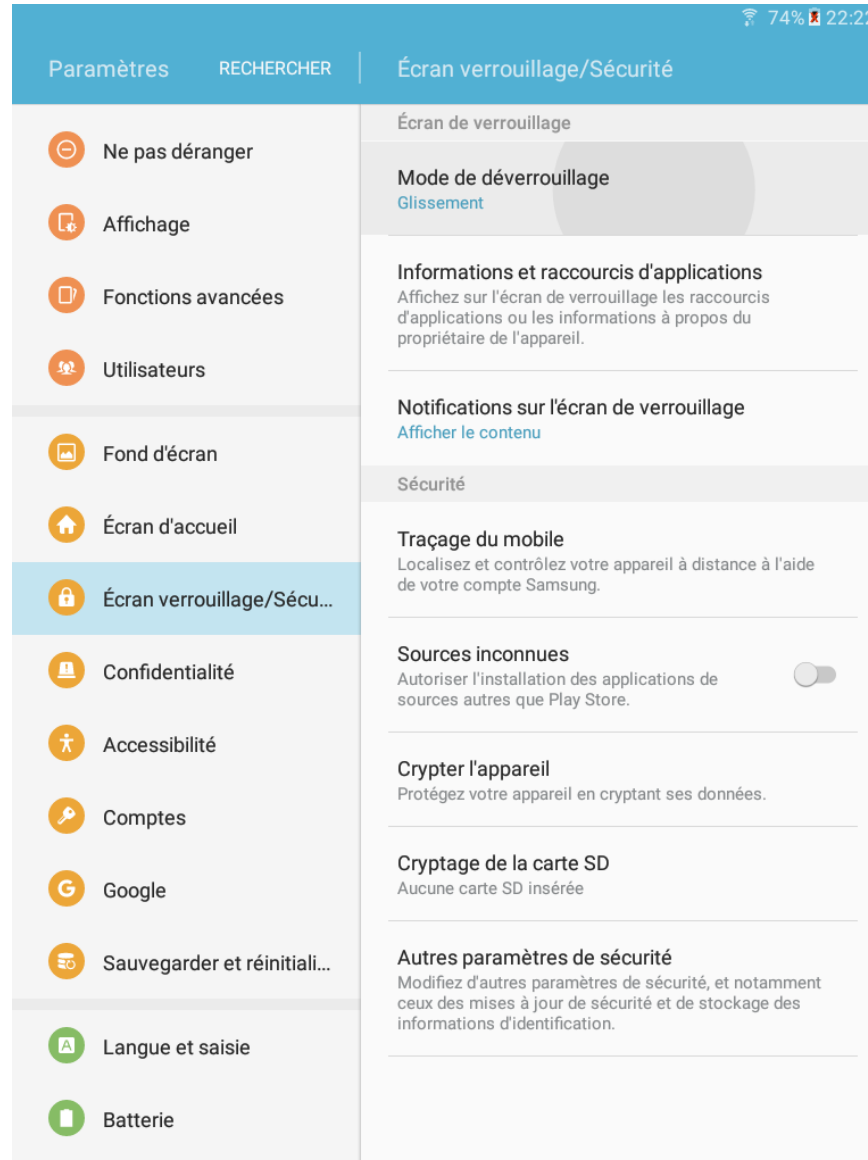 74% 22:22
Paramètres RECHERCHER
Écran verrouillage/Sécurité
Ne pas déranger
Affichage
Fonctions avancées
Utilisateurs
Fond d'écran
Écran d'accueil
Écran verrouillage/Sécu...
Confidentialité
Accessibilité
Comptes
Google
Sauvegarder et réinitiali...
Langue et saisie
Batterie
Écran de verrouillage
Mode de déverrouillage
Glissement
Informations et raccourcis d'applications
Affichez sur l'écran de verrouillage les raccourcis
d'applications ou les informations à propos du
propriétaire de l'appareil.
Notifications sur l'écran de verrouillage
Afficher le contenu
Sécurité
Traçage du mobile
Localisez et contrôlez votre appareil à distance à l'aide
de votre compte Samsung.
Sources inconnues
Autoriser l'installation des applications de
sources autres que Play Store.
Crypter l'appareil
Protégez votre appareil en cryptant ses données.
Cryptage de la carte SD
Aucune carte SD insérée
Autres paramètres de sécurité
Modifiez d'autres paramètres de sécurité, et notamment
ceux des mises à jour de sécurité et de stockage des
informations d'identification.